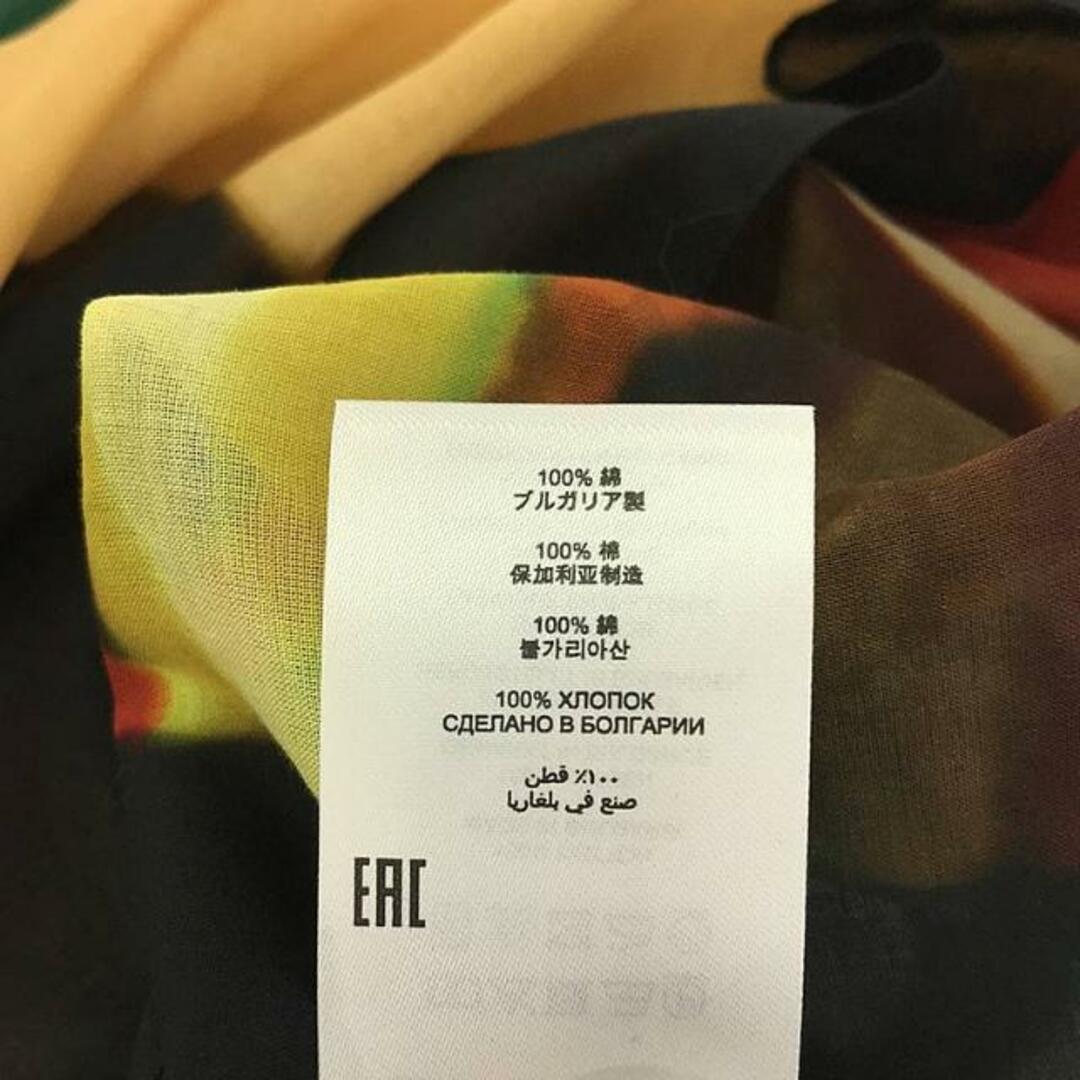 100% 綿
ブルガリア製
100% 棉
保加利亚制造
100% 綿
불가리아산
100% ХЛОПОК
СДЕЛАНО В БОЛГАРИИ
١٠٠٪ قطن
صنع في بلغاريا
EAC